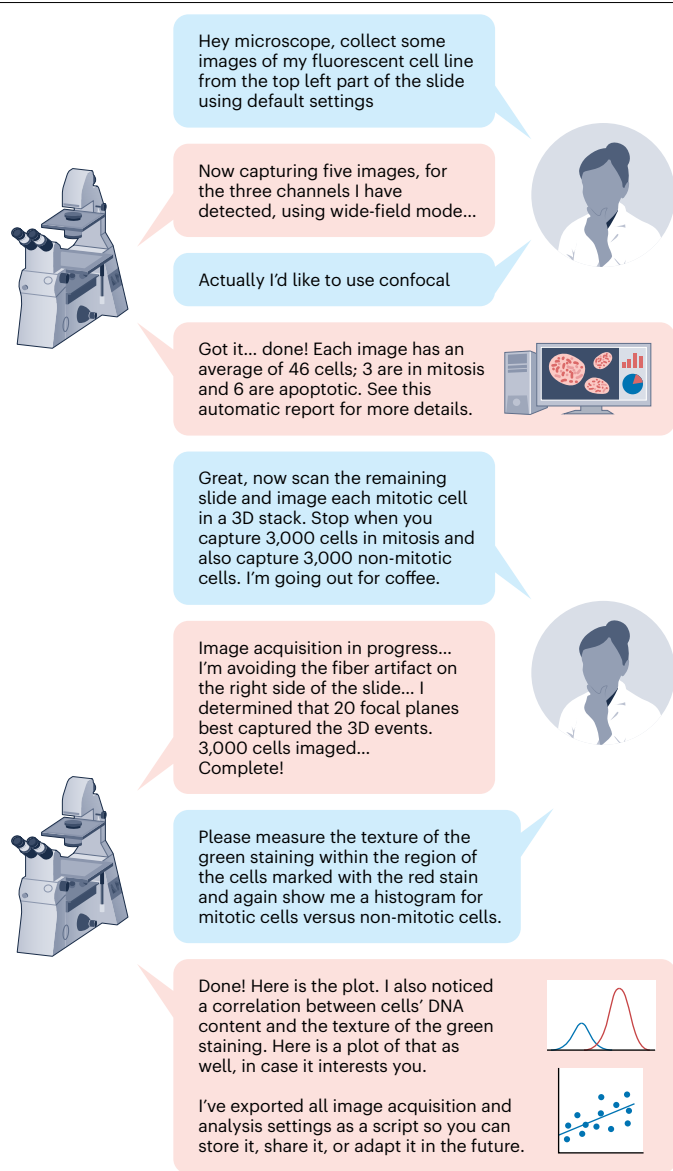 Hey microscope, collect some
images of my fluorescent cell line
from the top left part of the slide
using default settings
Now capturing five images, for
the three channels I have
detected, using wide-field mode...
Actually I'd like to use confocal
Got it... done! Each image has an
average of 46 cells; 3 are in mitosis
and 6 are apoptotic. See this
automatic report for more details.
Great, now scan the remaining
slide and image each mitotic cell
in a 3D stack. Stop when you
capture 3,000 cells in mitosis and
also capture 3,000 non-mitotic
cells. I'm going out for coffee.
Image acquisition in progress...
I'm avoiding the fiber artifact on
the right side of the slide... I
determined that 20 focal planes
best captured the 3D events.
3,000 cells imaged...
Complete!
Please measure the texture of the
green staining within the region of
the cells marked with the red stain
and again show me a histogram for
mitotic cells versus non-mitotic cells.
Done! Here is the plot. I also noticed
a correlation between cells' DNA
content and the texture of the green
staining. Here is a plot of that as
well, in case it interests you.
I've exported all image acquisition and
analysis settings as a script so you can
store it, share it, or adapt it in the future.